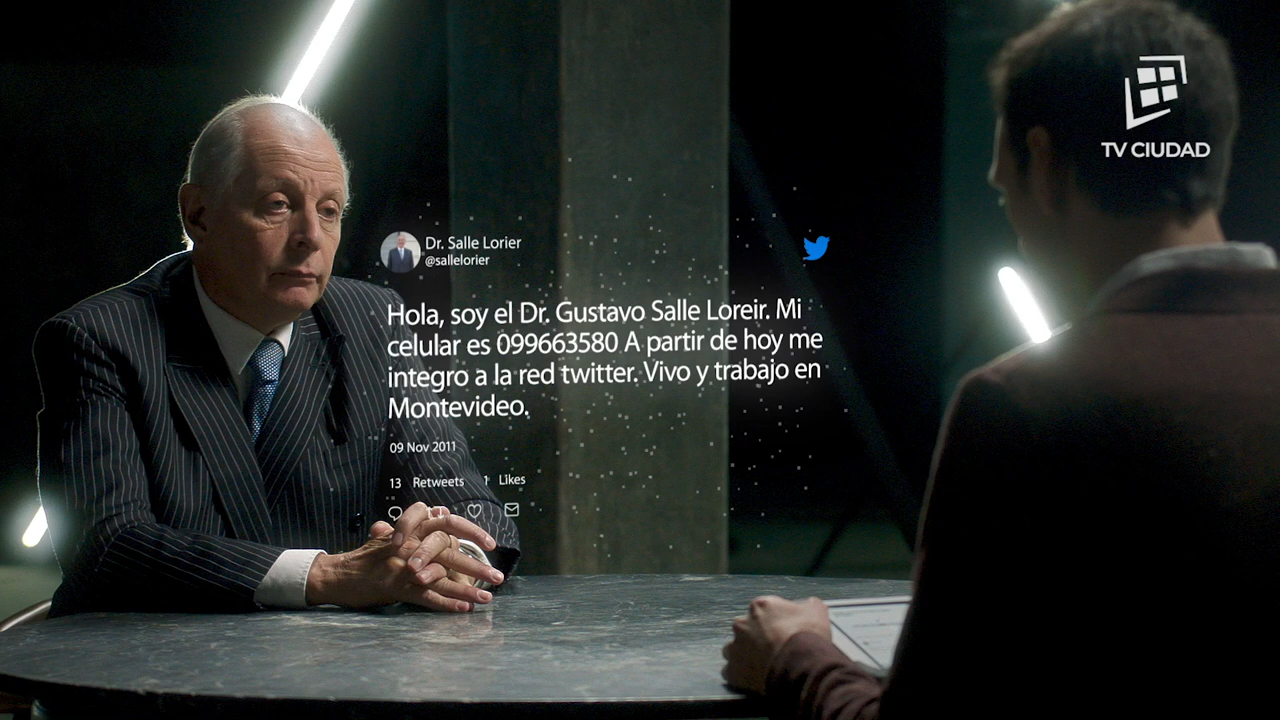 TV CIUDAD
Dr. Salle Lorier
@sallelorier
Hola, soy el Dr. Gustavo Salle Loreir. Mi
celular es 099663580 A partir de hoy me
integro a la red twitter. Vivo y trabajo en
Montevideo.
09 Nov 2011
13 Retweets 1 Likes